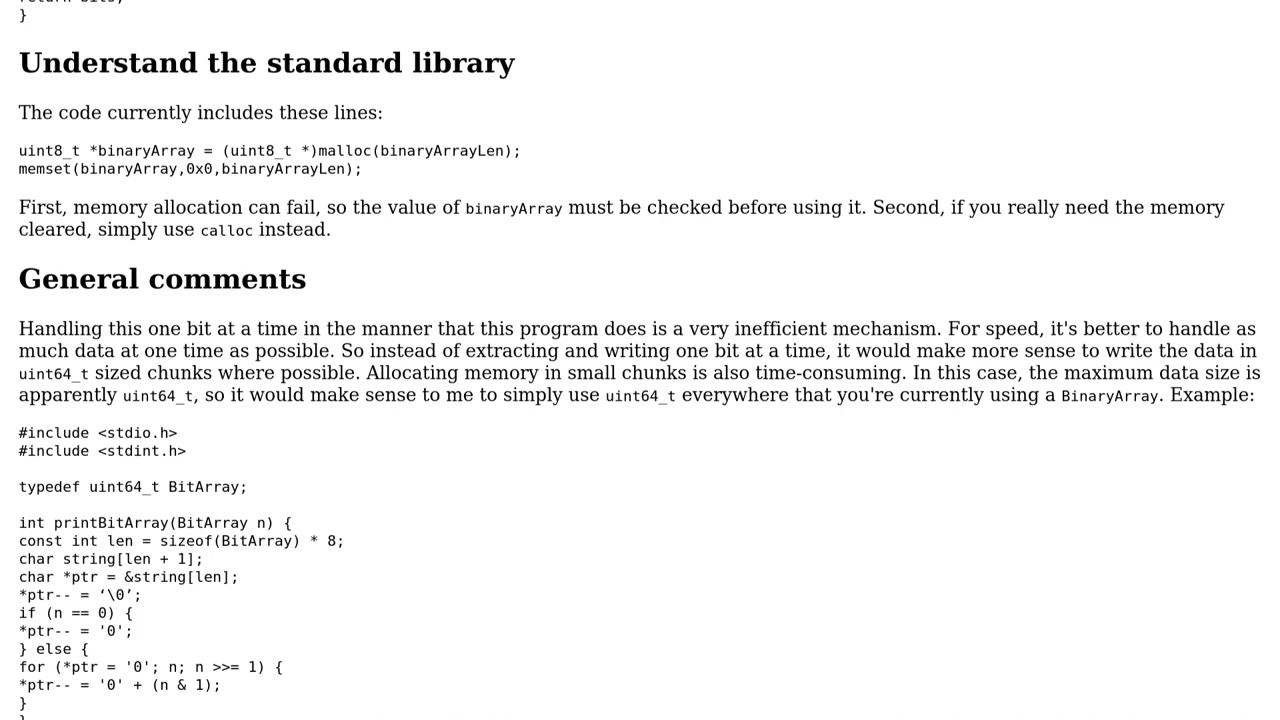 }
Understand the standard library
The code currently includes these lines:
uint8_t *binaryArray = (uint8_t *)malloc(binaryArrayLen);
memset(binaryArray,0x0,binaryArrayLen);
First, memory allocation can fail, so the value of binaryArray must be checked before using it. Second, if you really need the memory
cleared, simply use calloc instead.
General comments
Handling this one bit at a time in the manner that this program does is a very inefficient mechanism. For speed, it's better to handle as
much data at one time as possible. So instead of extracting and writing one bit at a time, it would make more sense to write the data in
uint64_t sized chunks where possible. Allocating memory in small chunks is also time-consuming. In this case, the maximum data size is
apparently uint64_t, so it would make sense to me to simply use uint64_t everywhere that you're currently using a BinaryArray. Example:
#include <stdio.h>
#include <stdint.h>
typedef uint64_t BitArray;
int printBitArray(BitArray n) {
const int len = sizeof(BitArray) * 8;
char string[len + 1];
char *ptr = &string[len];
*ptr-- = ‘\0’;
if (n == 0) {
*ptr-- = '0';
} else {
for (*ptr = '0'; n; n >>= 1) {
*ptr-- = '0' + (n & 1);
}